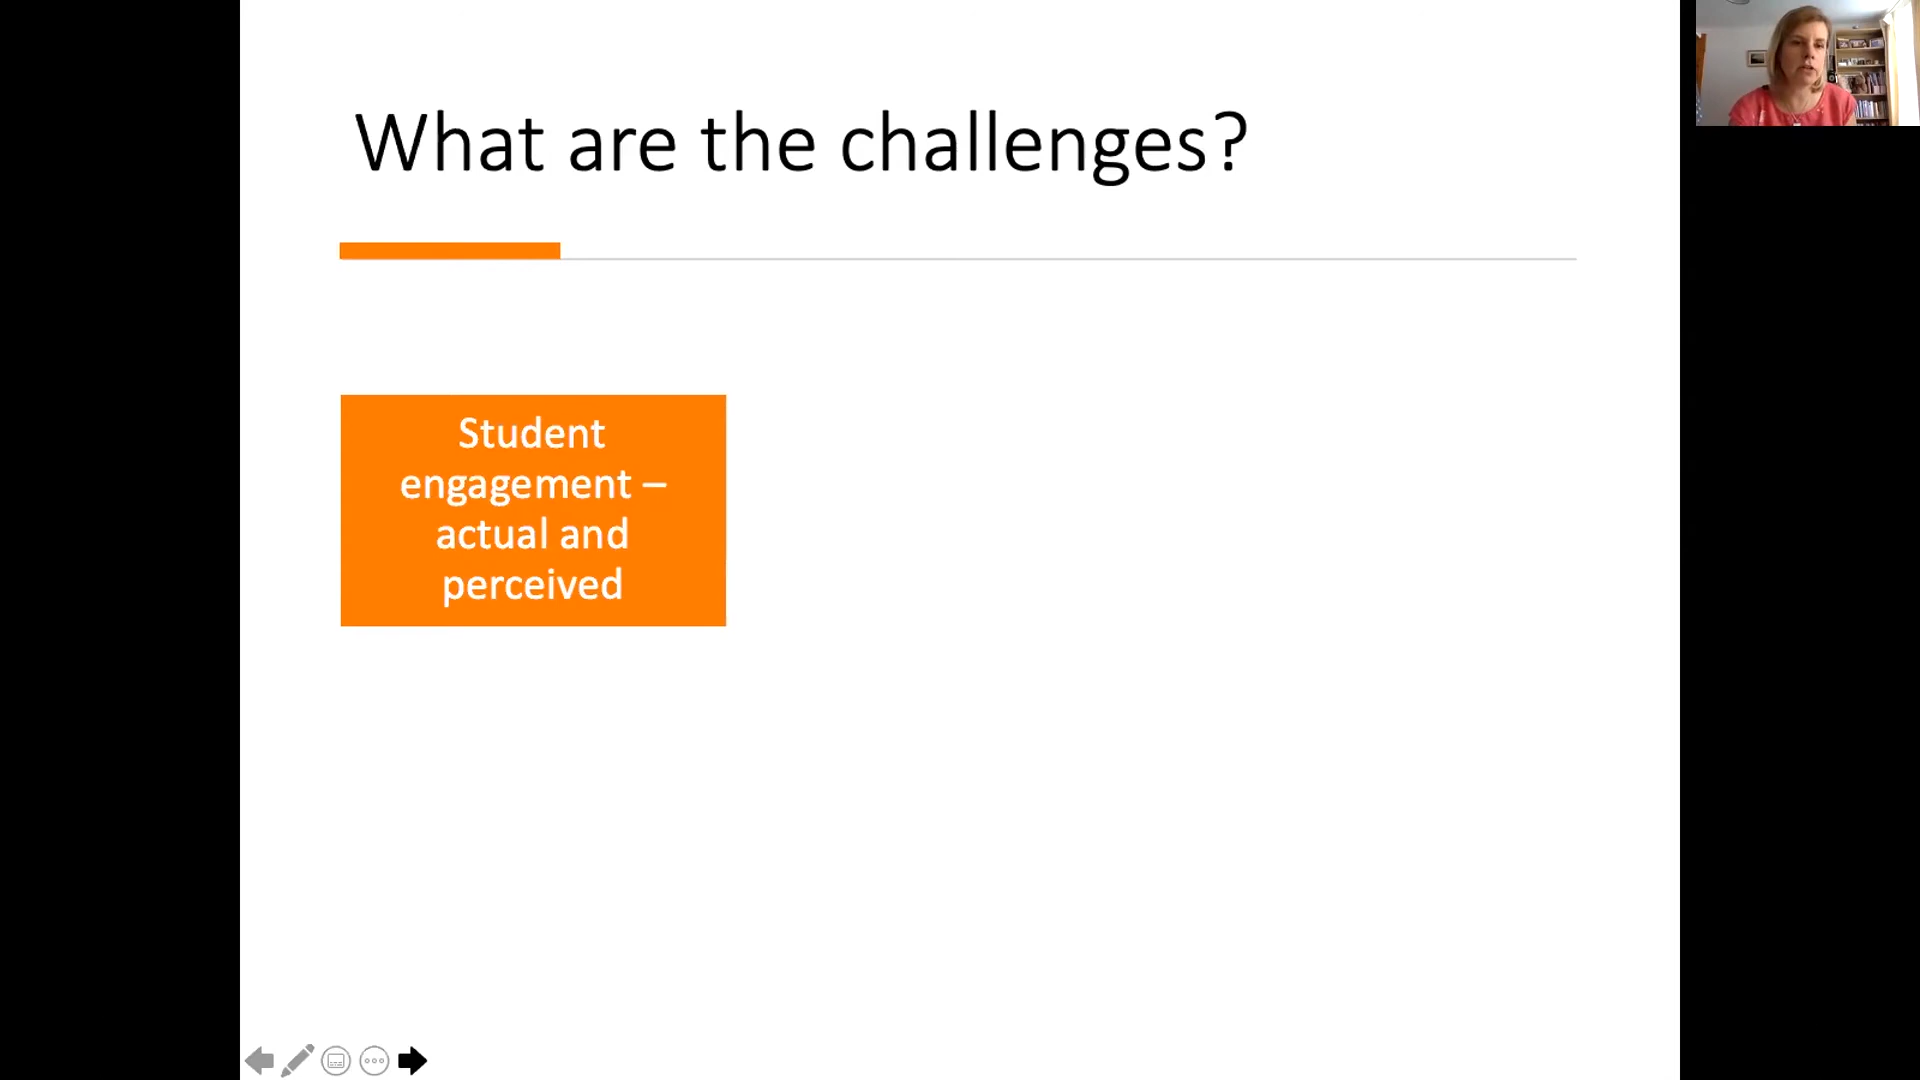 What are the challenges?
Student
engagement –
actual and
perceived